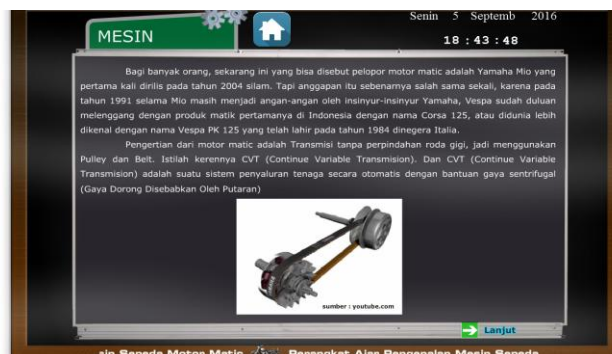 Senin 5 Septemb 2016
MESIN
18 : 43 : 48
Bagi banyak orang, sekarang ini yang bisa disebut pelopor motor matic adalah Yamaha Mio yang
pertama kali dirilis pada tahun 2004 silam. Tapi anggapan itu sebenarnya salah sama sekali, karena pada
tahun 1991 selama Mio masih menjadi angan-angan oleh insinyur-insinyur Yamaha, Vespa sudah duluan
melenggang dengan produk matik pertamanya di Indonesia dengan nama Corsa 125, atau didunia lebih
dikenal dengan nama Vespa PK 125 yang telah lahir pada tahun 1984 dinegera Italia.
Pengertian dari motor matic adalah Transmisi tanpa perpindahan roda gigi, jadi menggunakan
Pulley dan Belt. Istilah kerennya CVT (Continue Variable Transmision). Dan CVT (Continue Variable
Transmision) adalah suatu sistem penyaluran tenaga secara otomatis dengan bantuan gaya sentrifugal
(Gaya Dorong Disebabkan Oleh Putaran)
sumber : youtube.com
Lanjut
Sepeda Motor Matic Perangkat Ajar Pengenalan Mesin Sepeda